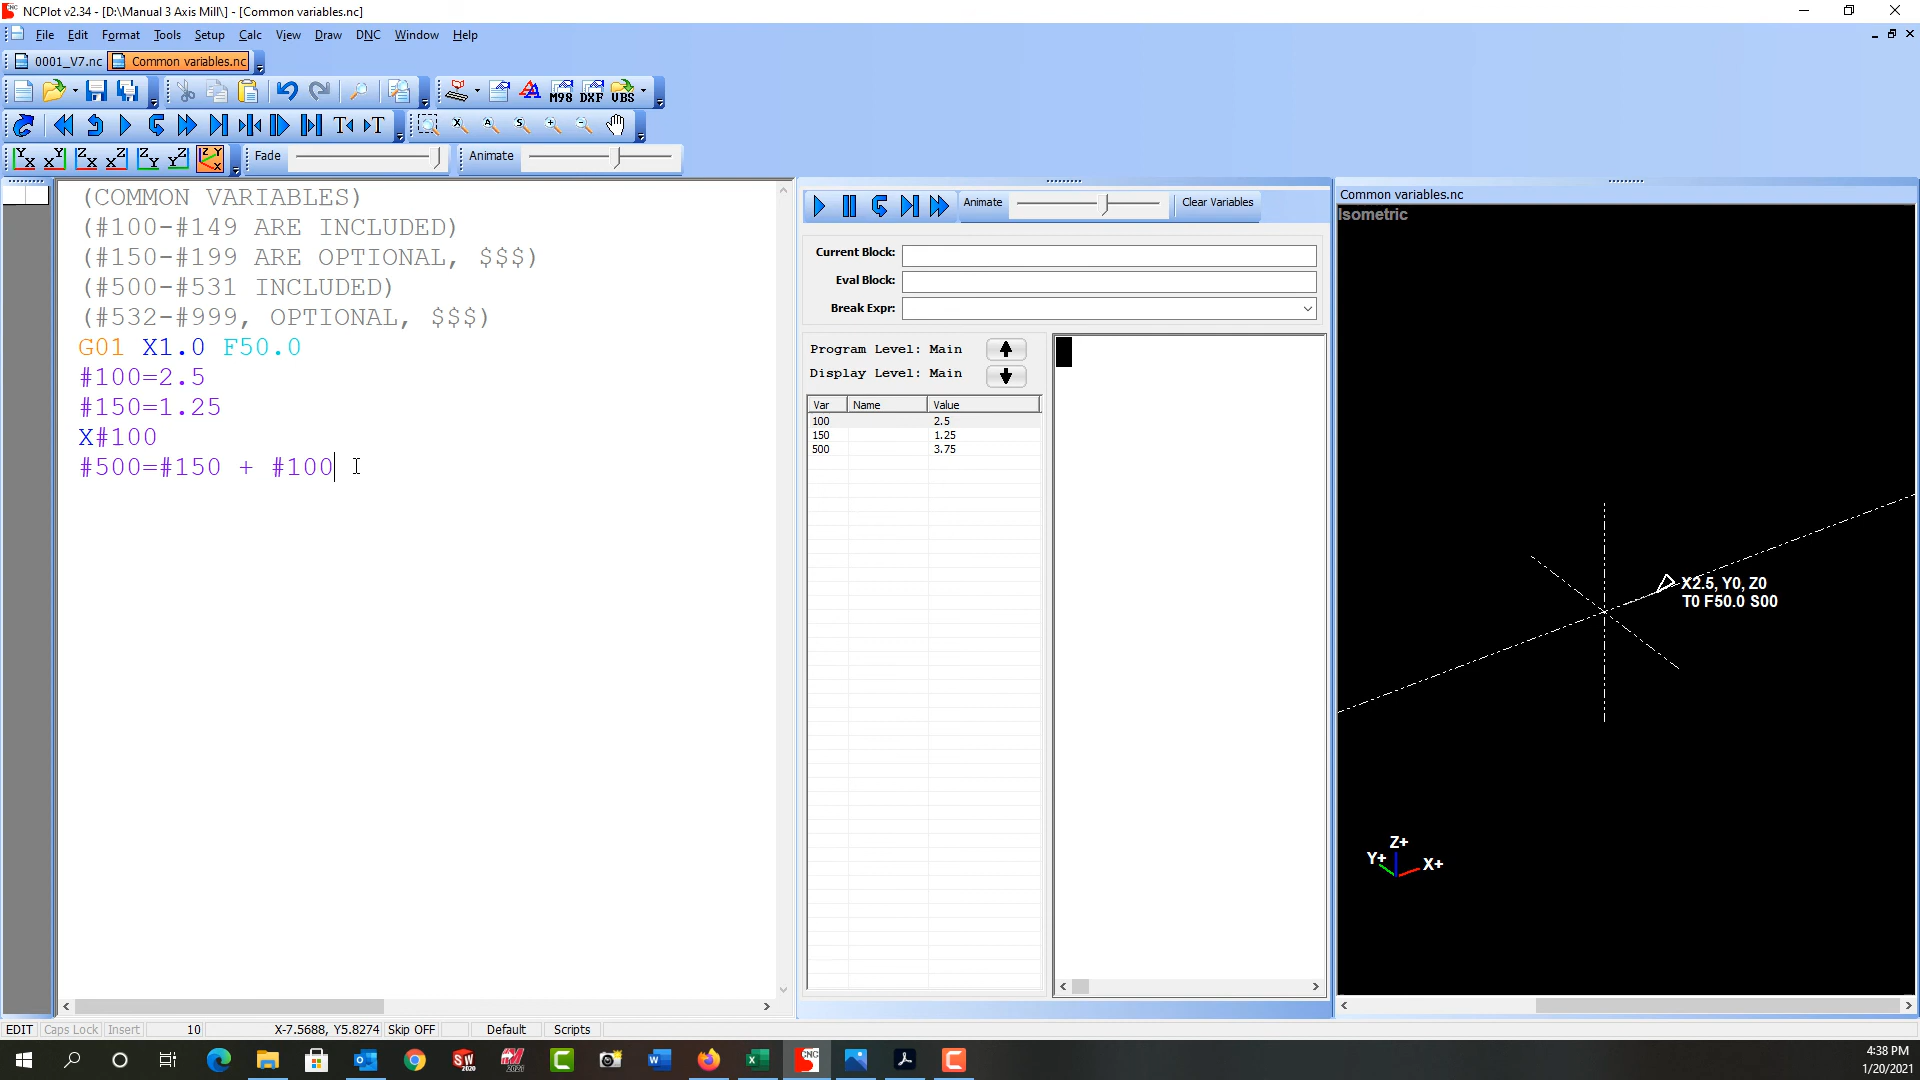 NCPlot v2.34 - [D:\Manual 3 Axis Mill\] - [Common variables.nc]
File Edit Format Tools Setup Calc View Draw DNC Window Help
0001_V7.nc Common variables.nc
M98 DXF VBS
Fade Animate
(COMMON VARIABLES)
(#100-#149 ARE INCLUDED)
(#150-#199 ARE OPTIONAL, $$$)
(#500-#531 INCLUDED)
(#532-#999, OPTIONAL, $$$)
G01 X1.0 F50.0
#100=2.5
#150=1.25
X#100
#500=#150 + #100
Animate Clear Variables
Current Block:
Eval Block:
Break Expr:
Program Level: Main
Display Level: Main
Var Name Value
100 2.5
150 1.25
500 3.75
Common variables.nc
Isometric
X2.5, Y0, Z0
T0 F50.0 S00
Z+
Y+
X+
EDIT Caps Lock Insert 10 X-7.5688, Y5.8274 Skip OFF Default Scripts
4:38 PM
1/20/2021